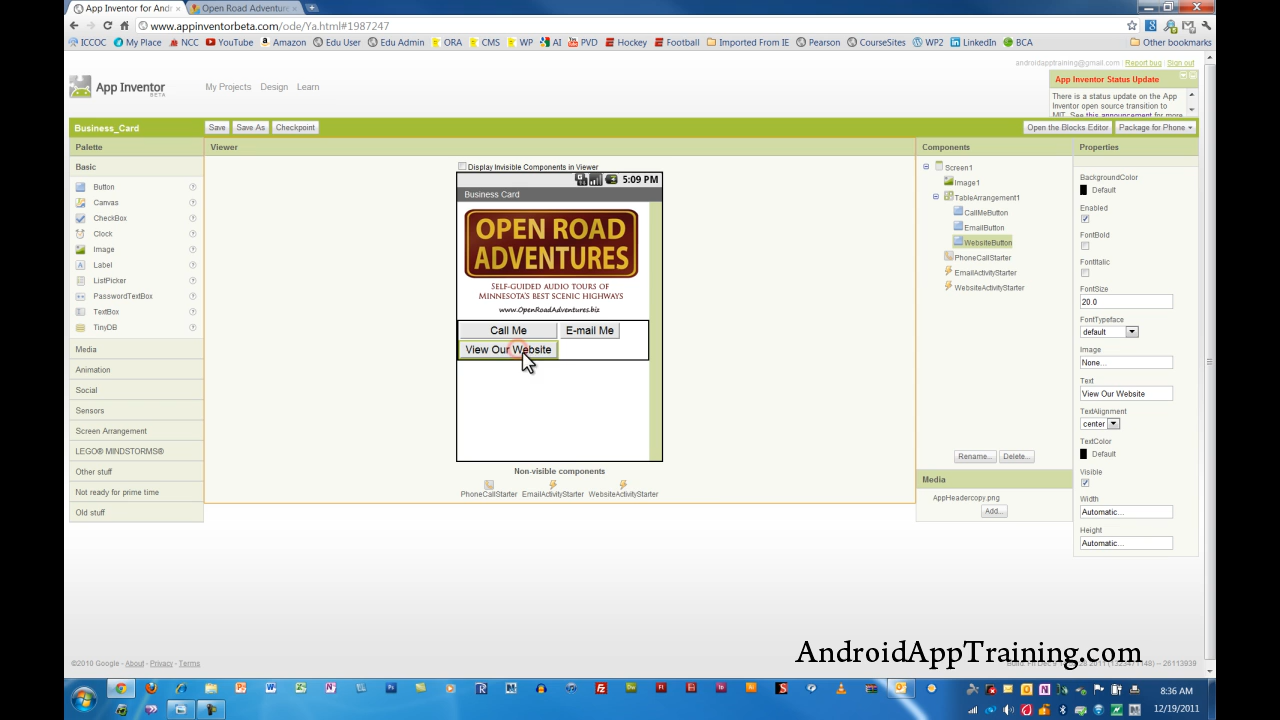 App Inventor for Andr
Open Road Adventure
www.appinventorbeta.com/ode/Ya.html#1987247
ICCOC My Place NCC YouTube Amazon Edu User Edu Admin ORA CMS WP AI PVD Hockey Football Imported From IE Pearson CourseSites WP2 LinkedIn BCA Other bookmarks
androidapptraining@gmail.com | Report bug | Sign out
App Inventor
BETA
My Projects Design Learn
App Inventor Status Update
There is a status update on the App
Inventor open source transition to
MIT. See this announcement for more
Business_Card Save Save As Checkpoint Open the Blocks Editor Package for Phone
Palette
Basic
Button
Canvas
CheckBox
Clock
Image
Label
ListPicker
PasswordTextBox
TextBox
TinyDB
Media
Animation
Social
Sensors
Screen Arrangement
LEGO® MINDSTORMS®
Other stuff
Not ready for prime time
Old stuff
Viewer
Display Invisible Components in Viewer
5:09 PM
Business Card
OPEN ROAD
ADVENTURES
SELF-GUIDED AUDIO TOURS OF
MINNESOTA'S BEST SCENIC HIGHWAYS
www.OpenRoadAdventures.biz
Call Me E-mail Me
View Our Website
Non-visible components
PhoneCallStarter EmailActivityStarter WebsiteActivityStarter
Components
Screen1
Image1
TableArrangement1
CallMeButton
EmailButton
WebsiteButton
PhoneCallStarter
EmailActivityStarter
WebsiteActivityStarter
Rename... Delete...
Media
AppHeadercopy.png
Add...
Properties
BackgroundColor
Default
Enabled
FontBold
FontItalic
FontSize
20.0
FontTypeface
default
Image
None...
Text
View Our Website
TextAlignment
center
TextColor
Default
Visible
Width
Automatic...
Height
Automatic...
©2010 Google - About - Privacy - Terms
AndroidAppTraining.com
8:36 AM
12/19/2011